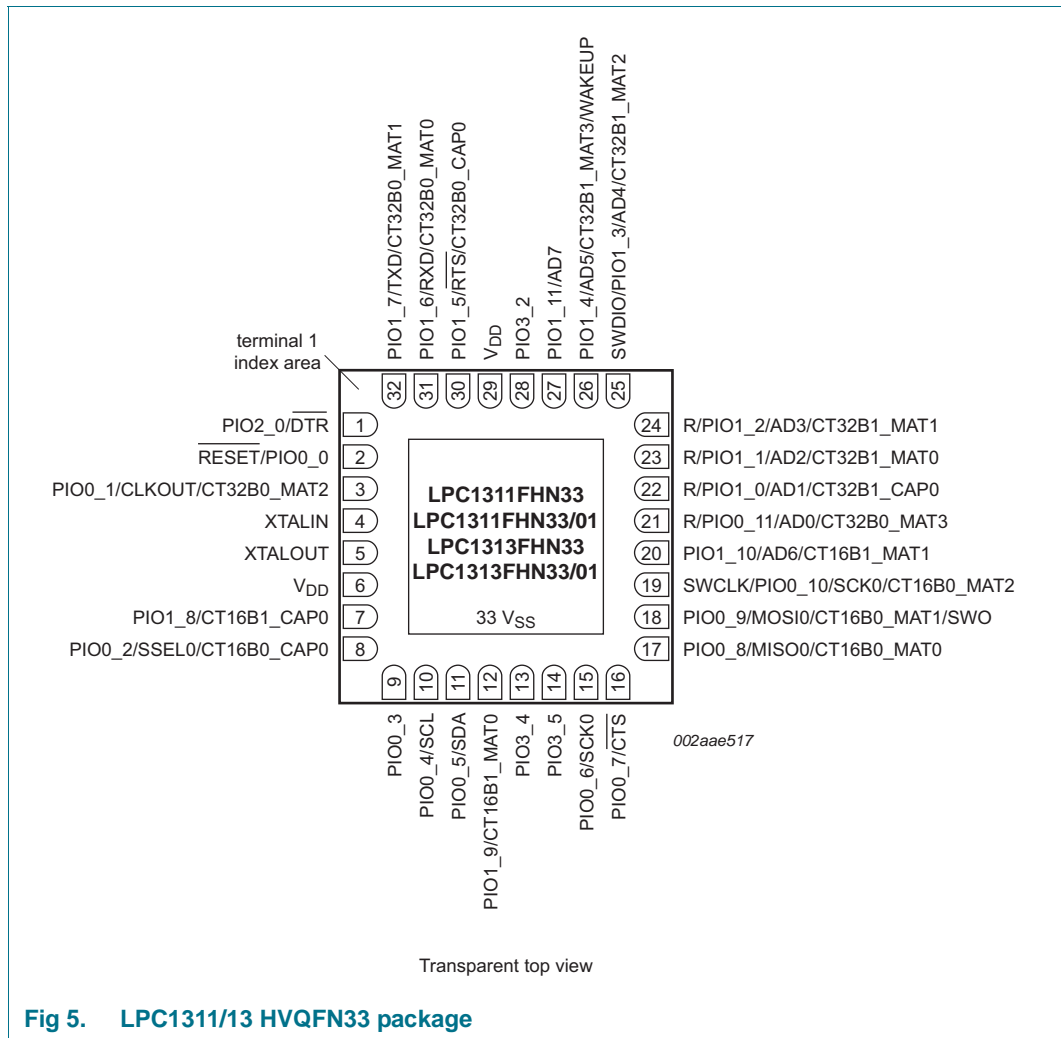 PIO1_7/TXD/CT32B0_MAT1
PIO1_6/RXD/CT32B0_MAT0
PIO1_5/RTS/CT32B0_CAP0
VDD
PIO3_2
PIO1_11/AD7
PIO1_4/AD5/CT32B1_MAT3/WAKEUP
SWDIO/PIO1_3/AD4/CT32B1_MAT2
terminal 1
index area
32 31 30 29 28 27 26 25
PIO2_0/DTR 1
RESET/PIO0_0 2
PIO0_1/CLKOUT/CT32B0_MAT2 3
XTALIN 4
XTALOUT 5
VDD 6
PIO1_8/CT16B1_CAP0 7
PIO0_2/SSEL0/CT16B0_CAP0 8
LPC1311FHN33
LPC1311FHN33/01
LPC1313FHN33
LPC1313FHN33/01
33 VSS
24 R/PIO1_2/AD3/CT32B1_MAT1
23 R/PIO1_1/AD2/CT32B1_MAT0
22 R/PIO1_0/AD1/CT32B1_CAP0
21 R/PIO0_11/AD0/CT32B0_MAT3
20 PIO1_10/AD6/CT16B1_MAT1
19 SWCLK/PIO0_10/SCK0/CT16B0_MAT2
18 PIO0_9/MOSI0/CT16B0_MAT1/SWO
17 PIO0_8/MISO0/CT16B0_MAT0
9 10 11 12 13 14 15 16
PIO0_3
PIO0_4/SCL
PIO0_5/SDA
PIO1_9/CT16B1_MAT0
PIO3_4
PIO3_5
PIO0_6/SCK0
PIO0_7/CTS
002aae517
Transparent top view
Fig 5. LPC1311/13 HVQFN33 package